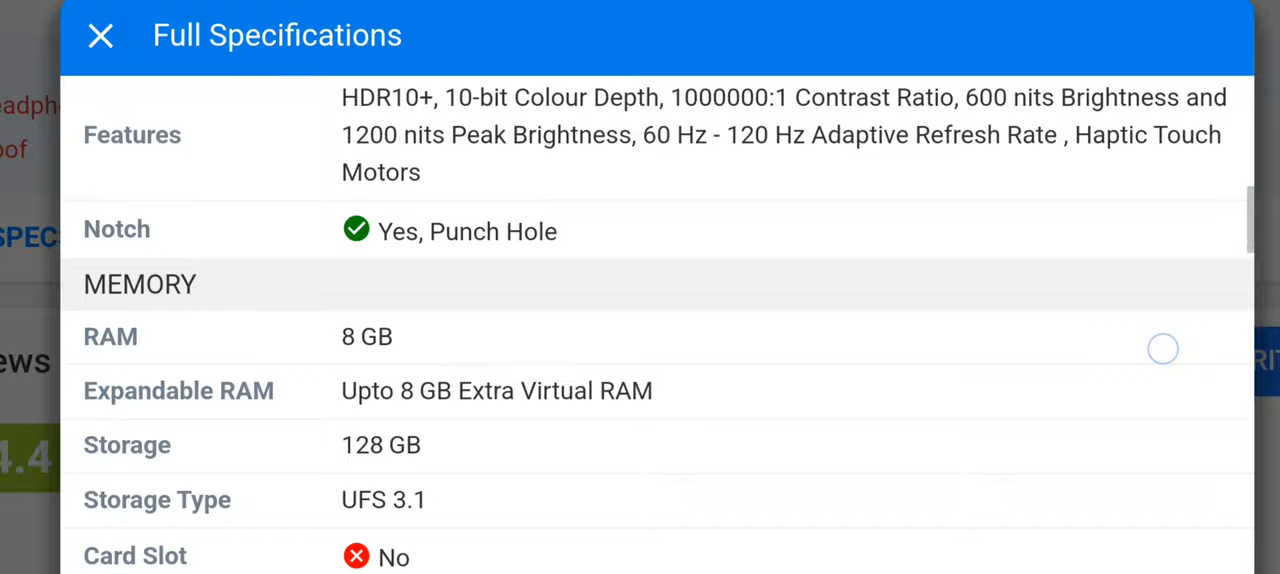 Full Specifications
HDR10+, 10-bit Colour Depth, 1000000:1 Contrast Ratio, 600 nits Brightness and
Features
1200 nits Peak Brightness, 60 Hz - 120 Hz Adaptive Refresh Rate , Haptic Touch
Motors
Notch Yes, Punch Hole
MEMORY
RAM 8 GB
Expandable RAM Upto 8 GB Extra Virtual RAM
Storage 128 GB
Storage Type UFS 3.1
Card Slot No
4.4